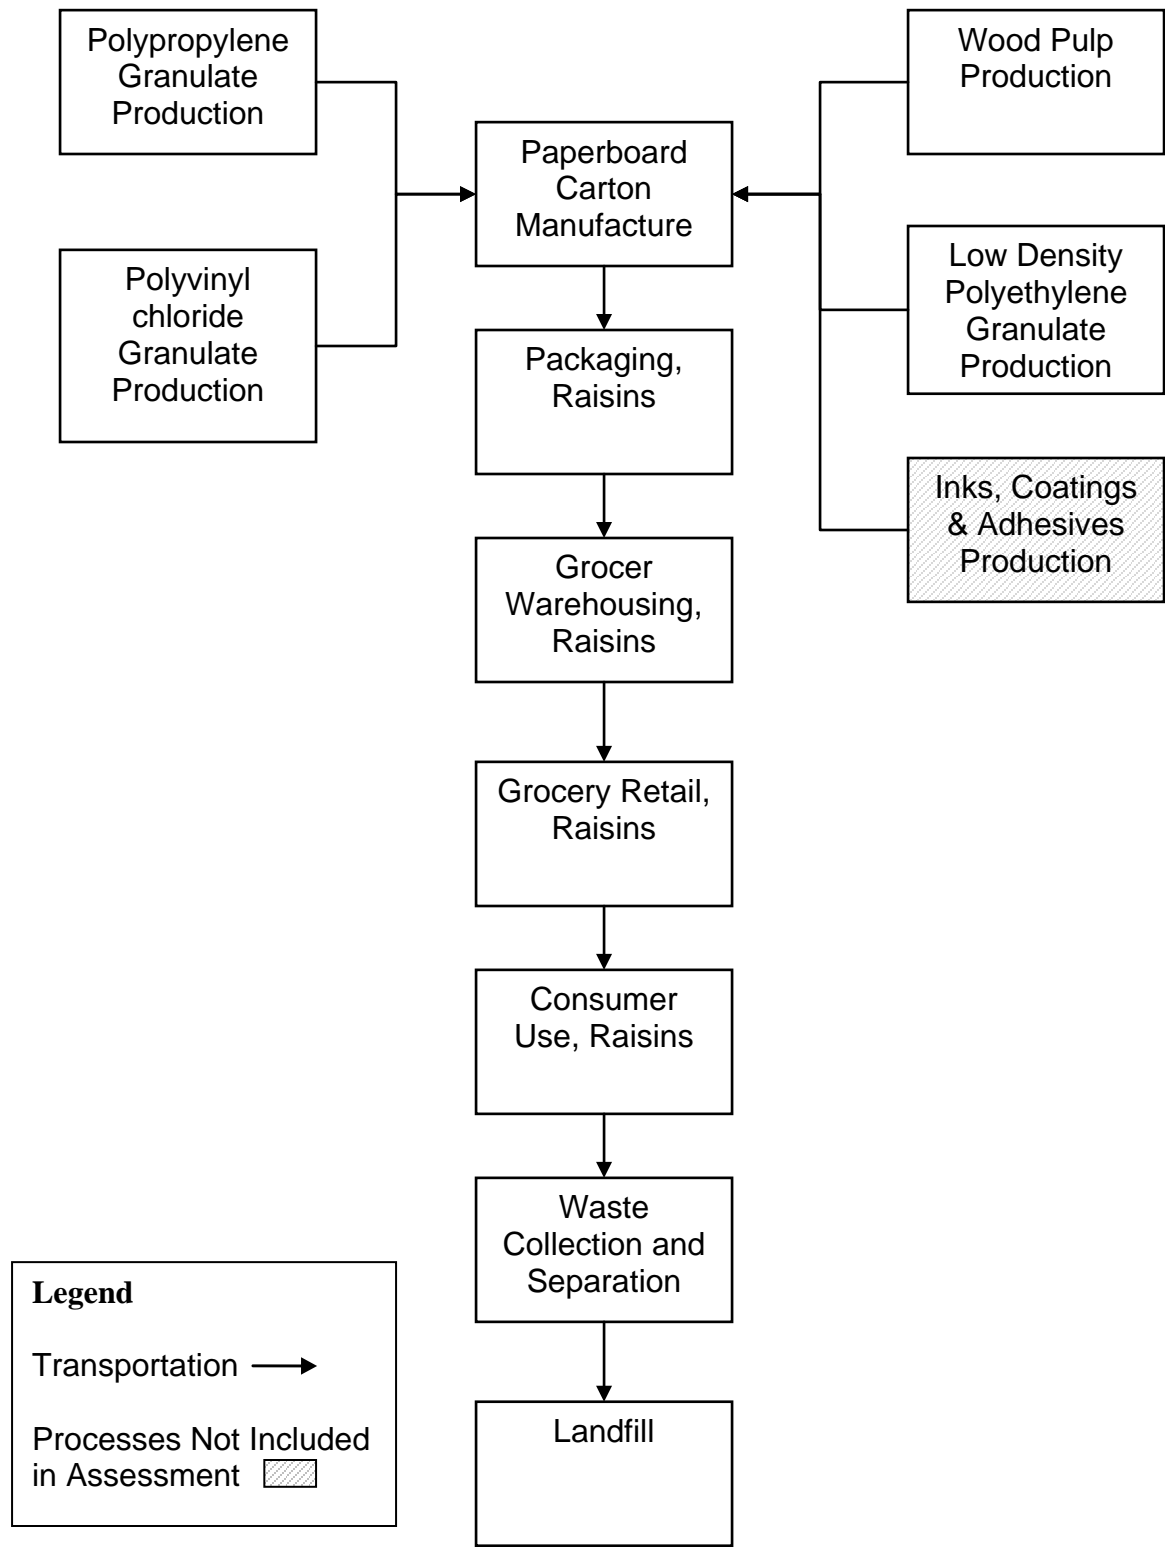 Polypropylene
Granulate
Production
Wood Pulp
Production
Paperboard
Carton
Manufacture
Polyvinyl
chloride
Granulate
Production
Low Density
Polyethylene
Granulate
Production
Packaging,
Raisins
Inks, Coatings
& Adhesives
Production
Grocer
Warehousing,
Raisins
Grocery Retail,
Raisins
Consumer
Use, Raisins
Waste
Collection and
Separation
Landfill
Legend
Transportation
Processes Not Included
in Assessment